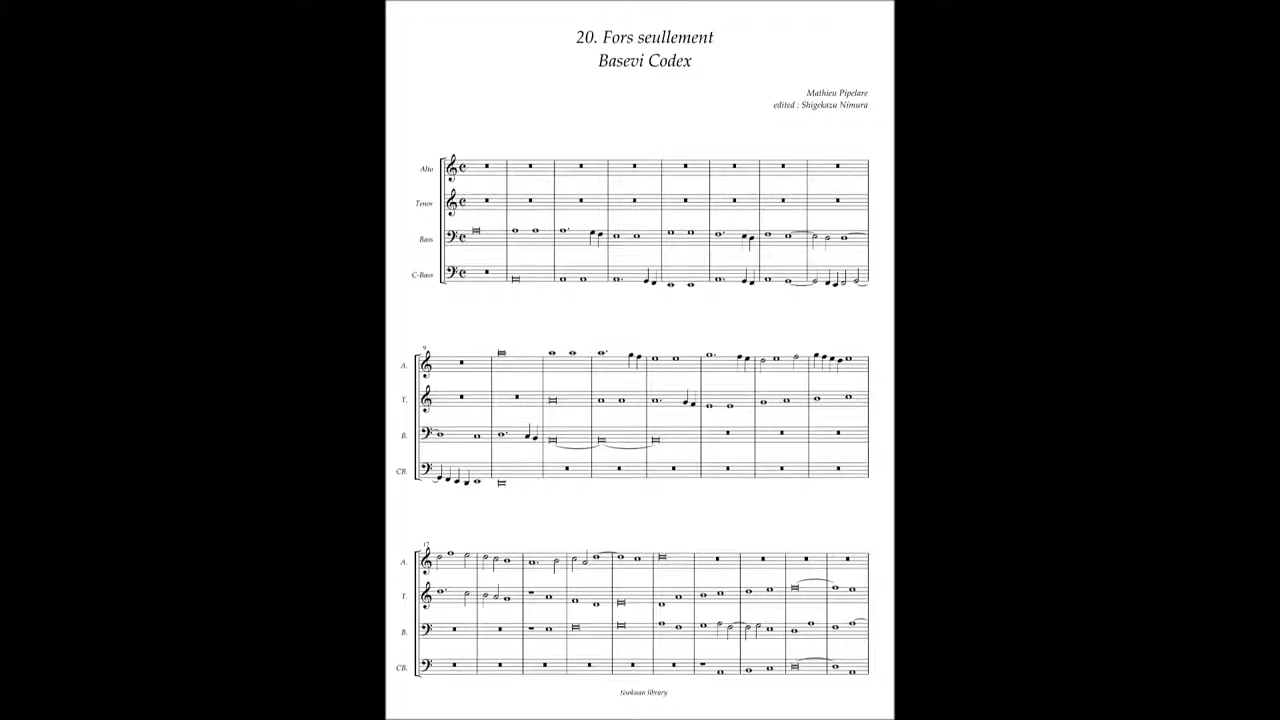 20. Fors seullement
Basevi Codex
Mathieu Pipelare
edited : Shigekazu Nimura
Alto
Tenor
Bass
C-Bass
9
A.
T.
B.
CB.
17
A.
T.
B.
CB.
tisokuan library